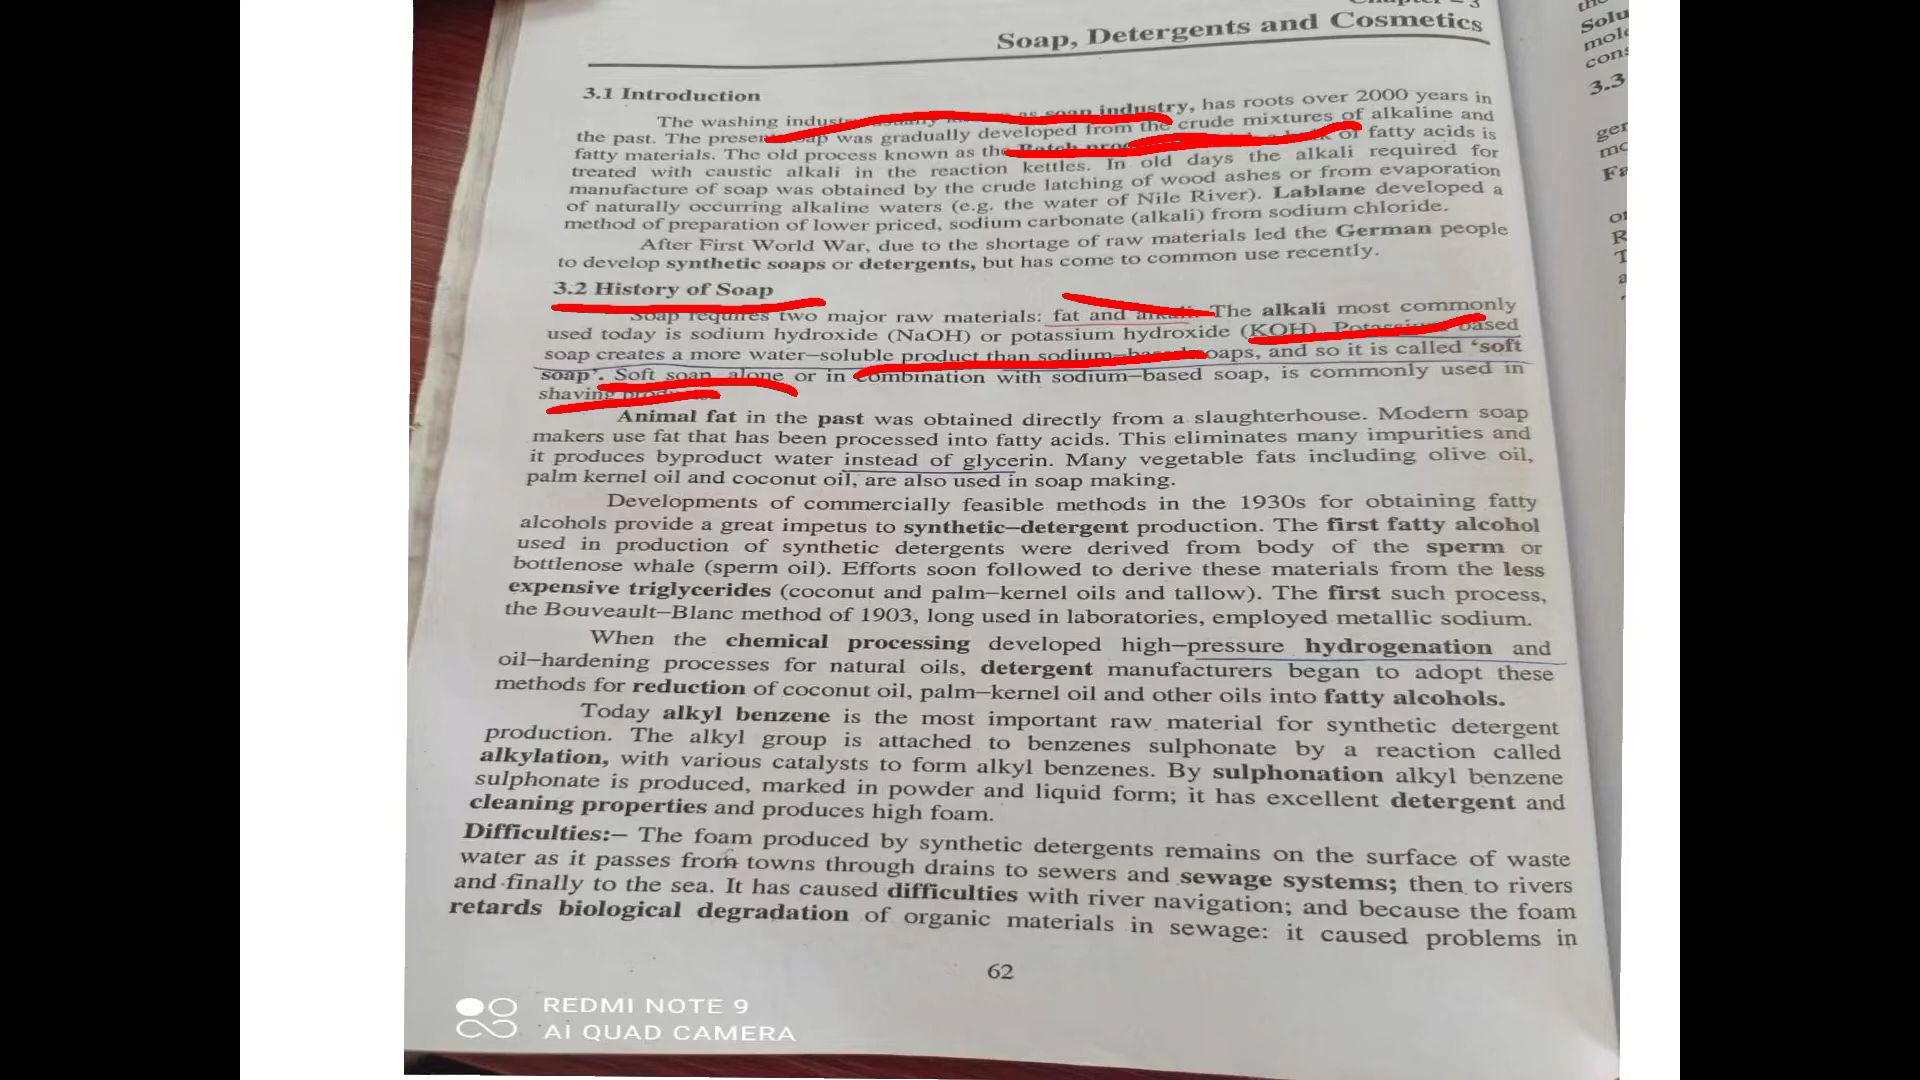 Soap, Detergents and Cosmetics
3.1 Introduction
The washing industry as soap industry, has roots over 2000 years in
the past. The present soap was gradually developed from the crude mixtures of alkaline and
fatty materials. The old process known as the Batch of fatty acids is
treated with caustic alkali in the reaction kettles. In old days the alkali required for
manufacture of soap was obtained by the crude latching of wood ashes or from evaporation
of naturally occurring alkaline waters (e.g. the water of Nile River). Lablane developed a
method of preparation of lower priced, sodium carbonate (alkali) from sodium chloride.
After First World War, due to the shortage of raw materials led the German people
to develop synthetic soaps or detergents, but has come to common use recently.
3.2 History of Soap
Soap requires two major raw materials: fat and alkali. The alkali most commonly
used today is sodium hydroxide (NaOH) or potassium hydroxide (KOH). Potassium based
soap creates a more water–soluble product than sodium–based soaps, and so it is called ‘soft
soap’. Soft soap, alone or in combination with sodium–based soap, is commonly used in
shaving
Animal fat in the past was obtained directly from a slaughterhouse. Modern soap
makers use fat that has been processed into fatty acids. This eliminates many impurities and
it produces byproduct water instead of glycerin. Many vegetable fats including olive oil,
palm kernel oil and coconut oil, are also used in soap making.
Developments of commercially feasible methods in the 1930s for obtaining fatty
alcohols provide a great impetus to synthetic–detergent production. The first fatty alcohol
used in production of synthetic detergents were derived from body of the sperm or
bottlenose whale (sperm oil). Efforts soon followed to derive these materials from the less
expensive triglycerides (coconut and palm–kernel oils and tallow). The first such process,
the Bouveault–Blanc method of 1903, long used in laboratories, employed metallic sodium.
When the chemical processing developed high–pressure hydrogenation and
oil–hardening processes for natural oils, detergent manufacturers began to adopt these
methods for reduction of coconut oil, palm–kernel oil and other oils into fatty alcohols.
Today alkyl benzene is the most important raw material for synthetic detergent
production. The alkyl group is attached to benzenes sulphonate by a reaction called
alkylation, with various catalysts to form alkyl benzenes. By sulphonation alkyl benzene
sulphonate is produced, marked in powder and liquid form; it has excellent detergent and
cleaning properties and produces high foam.
Difficulties:– The foam produced by synthetic detergents remains on the surface of waste
water as it passes from towns through drains to sewers and sewage systems; then to rivers
and finally to the sea. It has caused difficulties with river navigation; and because the foam
retards biological degradation of organic materials in sewage: it caused problems in
62
REDMI NOTE 9
AI QUAD CAMERA
the
Solu
mole
cons
3.3
ger
mo
Fa
R
T